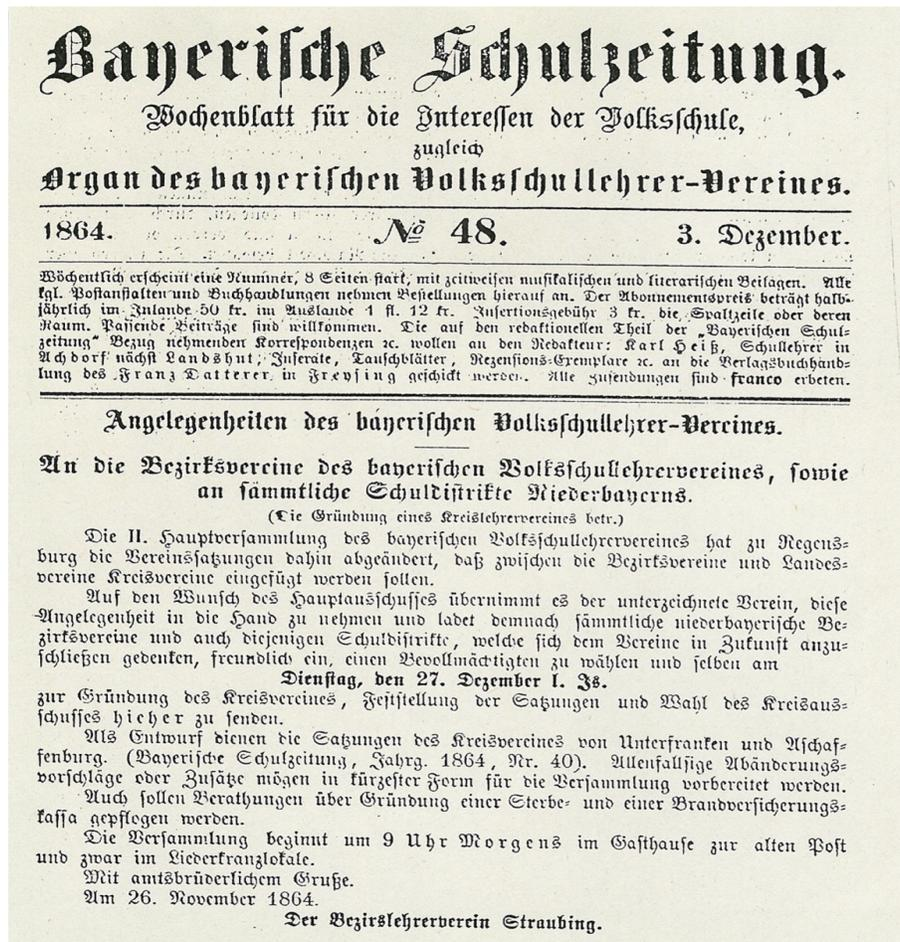 Bayerische Schulzeitung.
Wochenblatt für die Interessen der Volksschule,
zugleich
Organ des bayerischen Volksschullehrer-Vereines.
1864. No 48. 3. Dezember.
Wöchentlich erscheint eine Nummer, 8 Seiten stark, mit zeitweisen musikalischen und literarischen Beilagen. Alle
kgl. Postanstalten und Buchhandlungen nehmen Bestellungen hierauf an. Der Abonnementspreis beträgt halb-
jährlich im Inlande 50 kr. im Auslande 1 fl. 12 kr. Insertionsgebühr 3 kr. die Spaltzeile oder deren
Raum. Passende Beiträge sind willkommen. Die auf den redaktionellen Theil der „Bayerischen Schul-
zeitung“ Bezug nehmenden Korrespondenzen ꝛc. wollen an den Redakteur: Karl Heiß, Schullehrer in
Achdorf nächst Landshut, Inserate, Tauschblätter, Rezensions-Exemplare ꝛc. an die Verlagsbuchhand-
lung des Franz Datterer in Freysing geschickt werden. Alle Zusendungen sind franco erbeten.
Angelegenheiten des bayerischen Volksschullehrer-Vereines.
An die Bezirksvereine des bayerischen Volksschullehrervereines, sowie
an sämmtliche Schuldistrikte Niederbayerns.
(Die Gründung eines Kreislehrervereines betr.)
Die II. Hauptversammlung des bayerischen Volksschullehrervereines hat zu Regens-
burg die Vereinssatzungen dahin abgeändert, daß zwischen die Bezirksvereine und Landes-
vereine Kreisvereine eingefügt werden sollen.
Auf den Wunsch des Hauptausschusses übernimmt es der unterzeichnete Verein, diese
Angelegenheit in die Hand zu nehmen und ladet demnach sämmtliche niederbayerische Be-
zirksvereine und auch diejenigen Schuldistrikte, welche sich dem Vereine in Zukunft anzu-
schließen gedenken, freundlich ein, einen Bevollmächtigten zu wählen und selben am
Dienstag, den 27. Dezember l. Js.
zur Gründung des Kreisvereines, Feststellung der Satzungen und Wahl des Kreisaus-
schusses hieher zu senden.
Als Entwurf dienen die Satzungen des Kreisvereines von Unterfranken und Aschaf-
fenburg. (Bayerische Schulzeitung, Jahrg. 1864, Nr. 40). Allenfallsige Abänderungs-
vorschläge oder Zusätze mögen in kürzester Form für die Versammlung vorbereitet werden.
Auch sollen Berathungen über Gründung einer Sterbe- und einer Brandversicherungs-
kassa gepflogen werden.
Die Versammlung beginnt um 9 Uhr Morgens im Gasthause zur alten Post
und zwar im Liederkranzlokale.
Mit amtsbrüderlichem Gruße.
Am 26. November 1864.
Der Bezirslehrerverein Straubing.